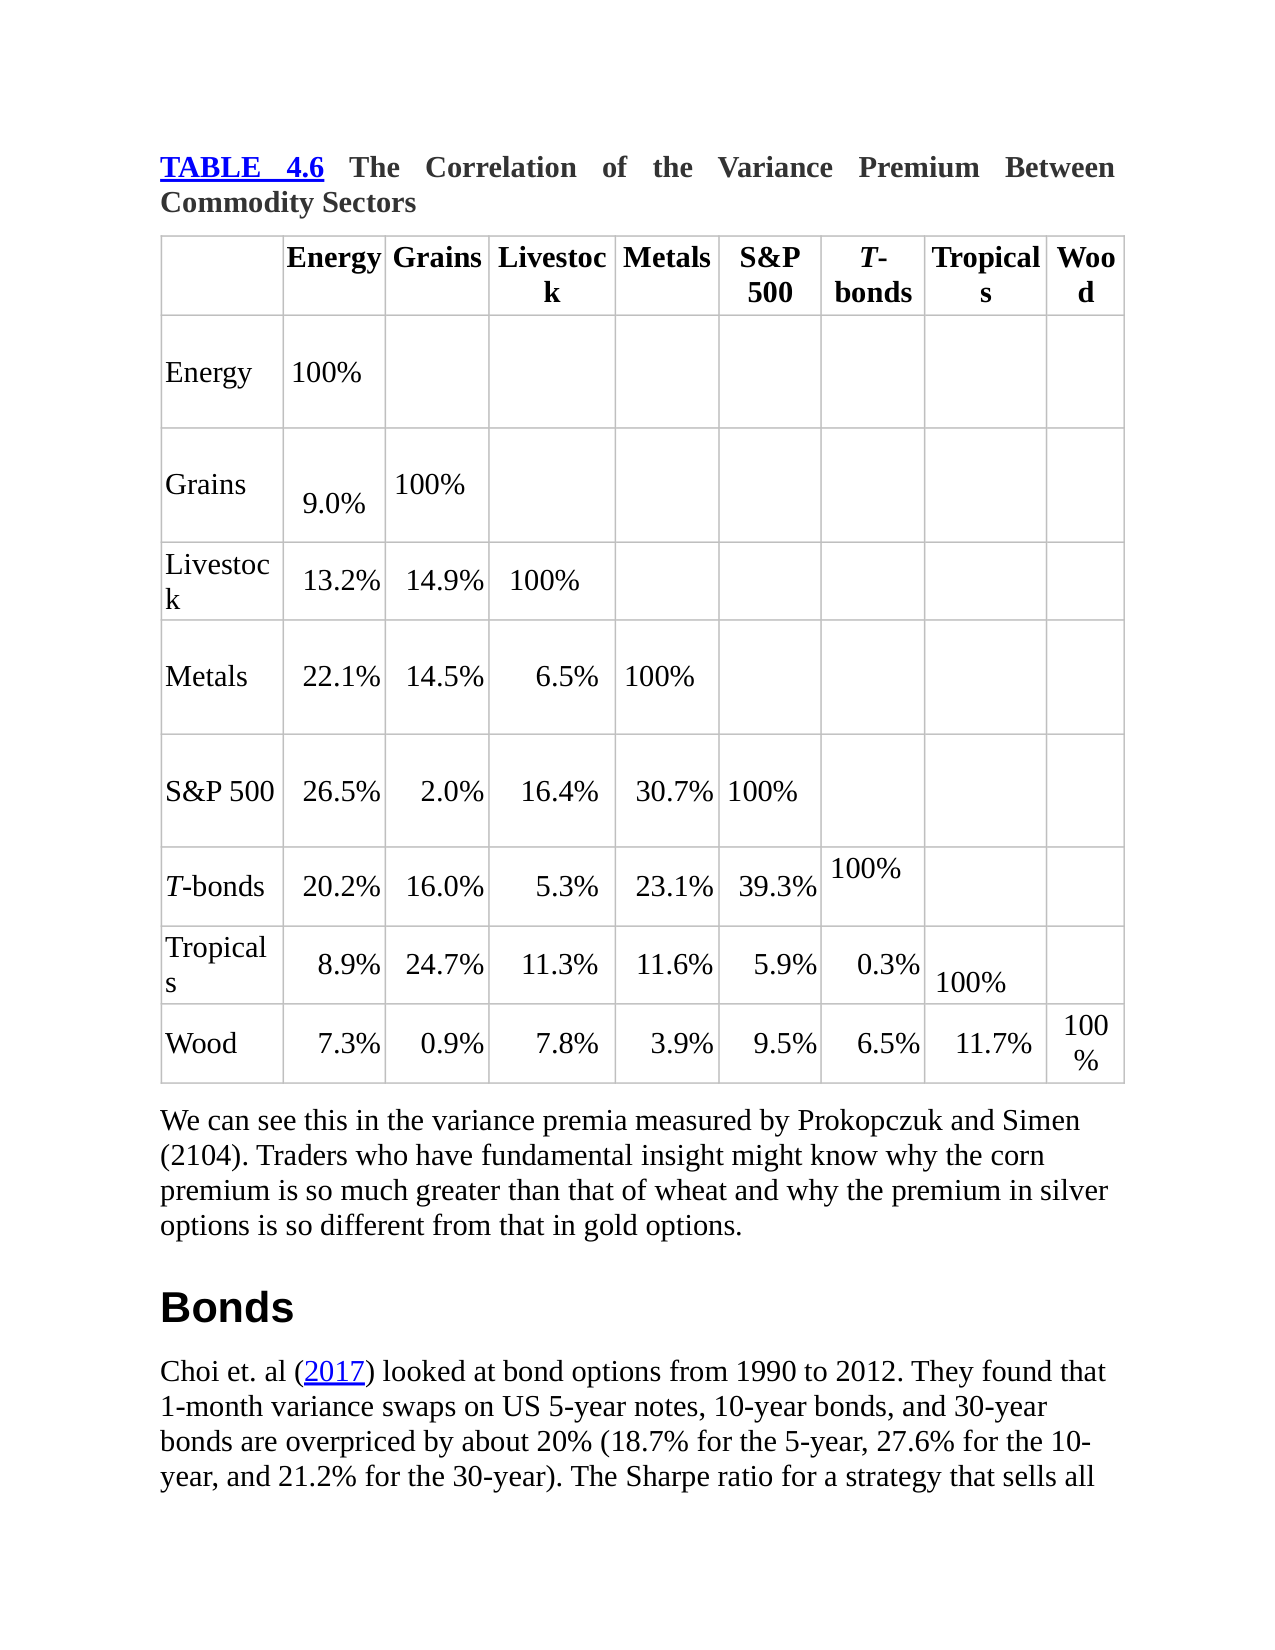 TABLE 4.6 The Correlation of the Variance Premium Between
Commodity Sectors
Energy Grains Livestoc
k Metals S&P
500 T-
bonds Tropical
s Woo
d
Energy 100%
Grains 9.0% 100%
Livestoc
k 13.2% 14.9% 100%
Metals 22.1% 14.5% 6.5% 100%
S&P 500 26.5% 2.0% 16.4% 30.7% 100%
T-bonds 20.2% 16.0% 5.3% 23.1% 39.3% 100%
Tropical
s 8.9% 24.7% 11.3% 11.6% 5.9% 0.3% 100%
Wood 7.3% 0.9% 7.8% 3.9% 9.5% 6.5% 11.7% 100
%
We can see this in the variance premia measured by Prokopczuk and Simen
(2104). Traders who have fundamental insight might know why the corn
premium is so much greater than that of wheat and why the premium in silver
options is so different from that in gold options.
Bonds
Choi et. al (2017) looked at bond options from 1990 to 2012. They found that
1-month variance swaps on US 5-year notes, 10-year bonds, and 30-year
bonds are overpriced by about 20% (18.7% for the 5-year, 27.6% for the 10-
year, and 21.2% for the 30-year). The Sharpe ratio for a strategy that sells all